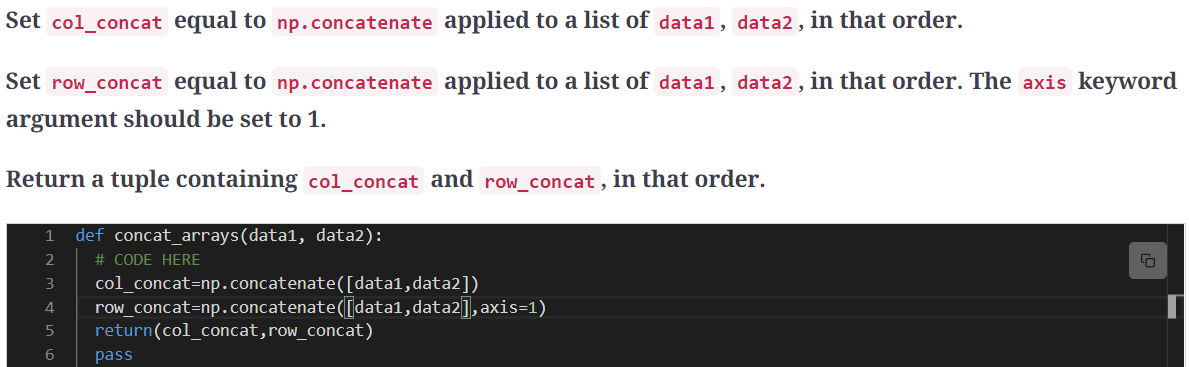 Set col_concat equal to np.concatenate applied to a list of data1, data2, in that order.
Set row_concat equal to np.concatenate applied to a list of data1, data2, in that order. The axis keyword
argument should be set to 1.
Return a tuple containing col_concat and row_concat, in that order.
1 def concat_arrays(data1, data2):
2 # CODE HERE
3 col_concat=np.concatenate([data1,data2])
4 row_concat=np.concatenate([data1,data2],axis=1)
5 return(col_concat,row_concat)
6 pass